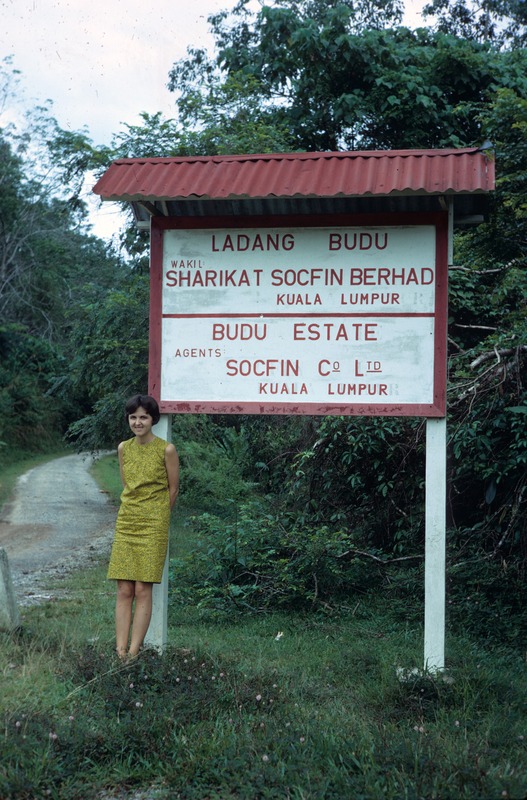 LADANG BUDU
WAKIL:
SHARIKAT SOCFIN BERHAD
KUALA LUMPUR
BUDU ESTATE
AGENTS:
SOCFIN Co LTD
KUALA LUMPUR